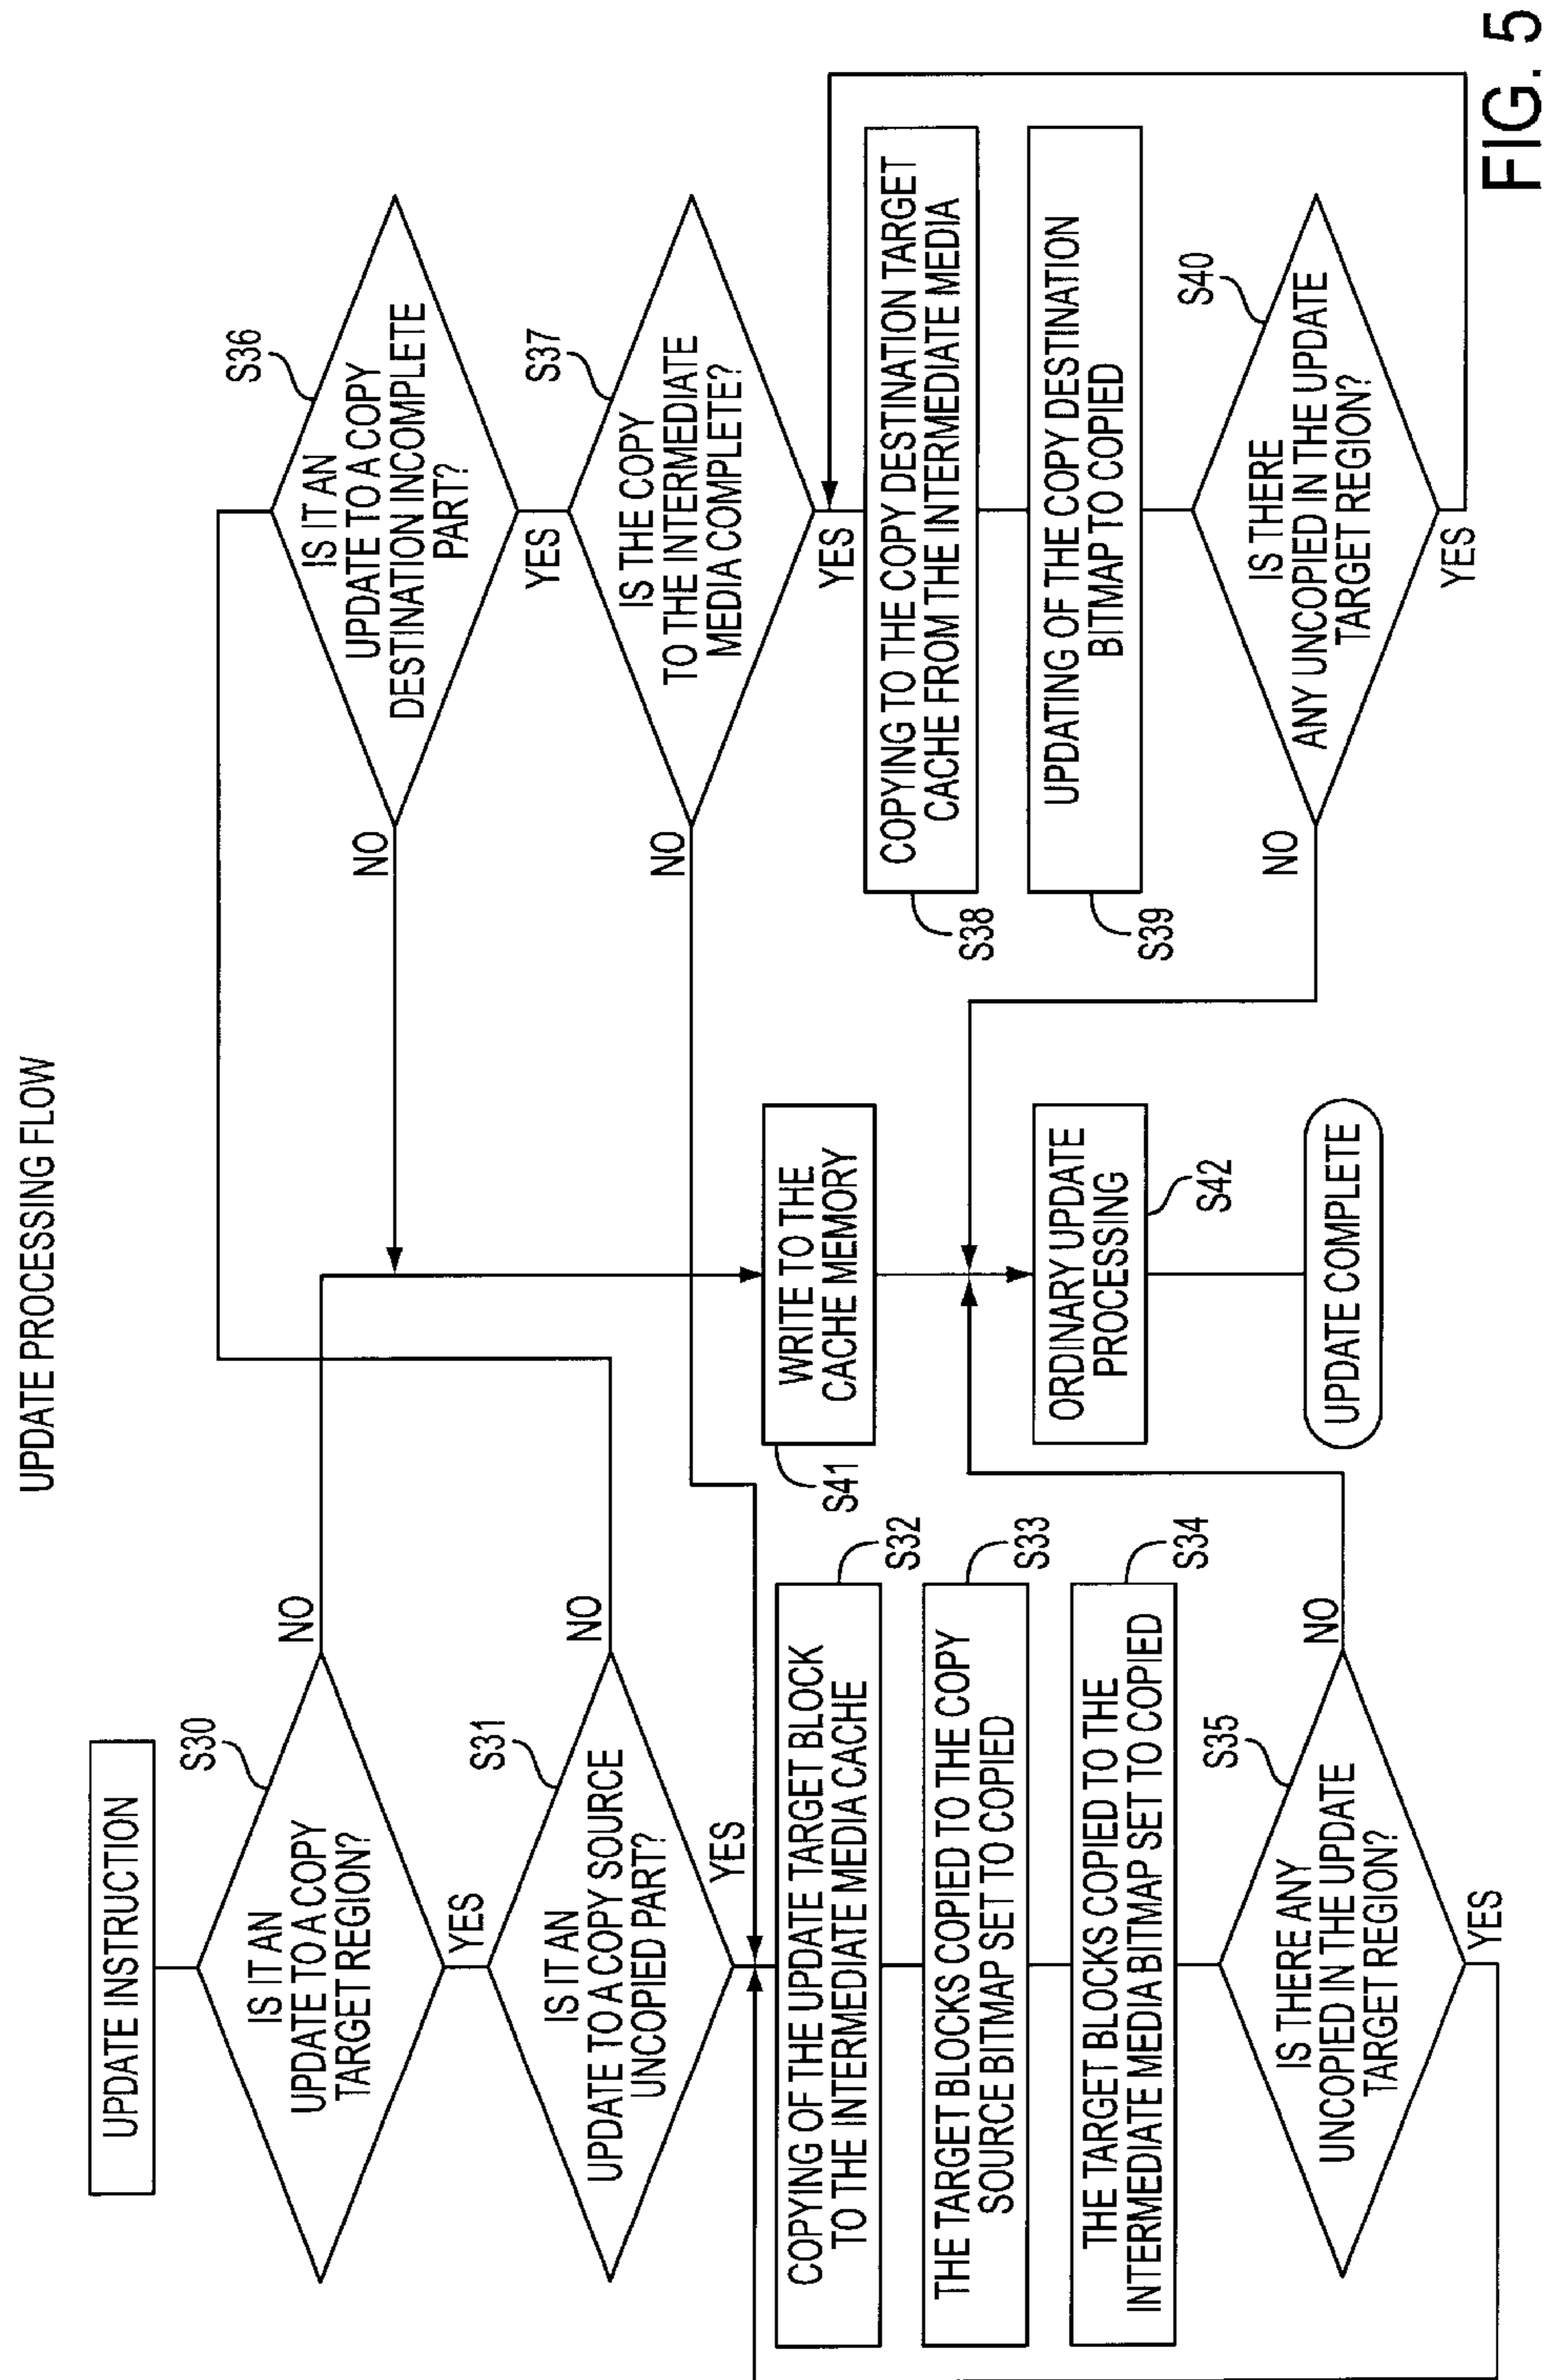 UPDATE PROCESSING FLOW
UPDATE INSTRUCTION
S30
IS IT AN
UPDATE TO A COPY
TARGET REGION?
NO
YES
S31
IS IT AN
UPDATE TO A COPY SOURCE
UNCOPIED PART?
NO
YES
COPYING OF THE UPDATE TARGET BLOCK
TO THE INTERMEDIATE MEDIA CACHE
S32
THE TARGET BLOCKS COPIED TO THE COPY
SOURCE BITMAP SET TO COPIED
S33
THE TARGET BLOCKS COPIED TO THE
INTERMEDIATE MEDIA BITMAP SET TO COPIED
S34
S35
IS THERE ANY
UNCOPIED IN THE UPDATE
TARGET REGION?
NO
YES
WRITE TO THE
CACHE MEMORY
S41
ORDINARY UPDATE
PROCESSING
S42
UPDATE COMPLETE
S36
IS IT AN
UPDATE TO A COPY
DESTINATION INCOMPLETE
PART?
NO
YES
S37
IS THE COPY
TO THE INTERMEDIATE
MEDIA COMPLETE?
NO
YES
COPYING TO THE COPY DESTINATION TARGET
CACHE FROM THE INTERMEDIATE MEDIA
S38
UPDATING OF THE COPY DESTINATION
BITMAP TO COPIED
S39
S40
IS THERE
ANY UNCOPIED IN THE UPDATE
TARGET REGION?
NO
YES
FIG. 5